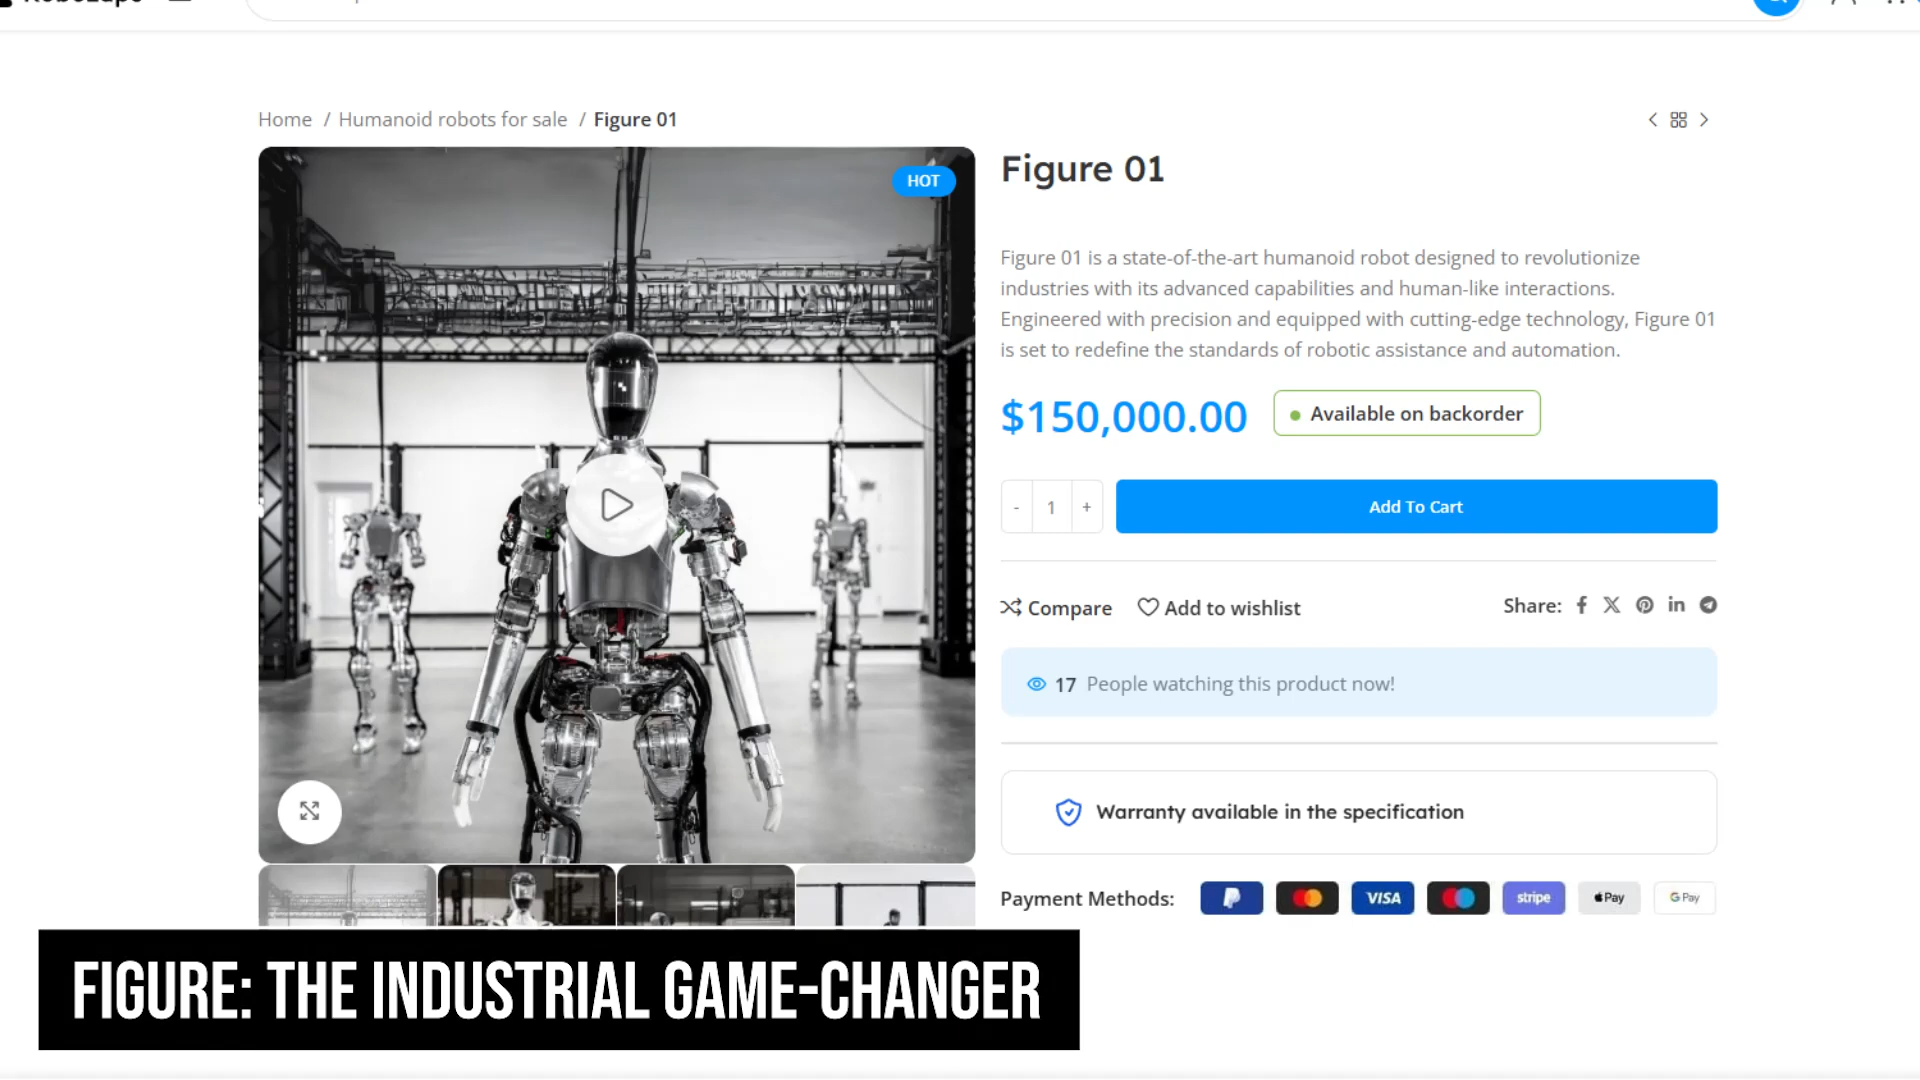 Home / Humanoid robots for sale / Figure 01
HOT
Figure 01
Figure 01 is a state-of-the-art humanoid robot designed to revolutionize
industries with its advanced capabilities and human-like interactions.
Engineered with precision and equipped with cutting-edge technology, Figure 01
is set to redefine the standards of robotic assistance and automation.
$150,000.00 Available on backorder
- 1 + Add To Cart
Compare Add to wishlist Share:
17 People watching this product now!
Warranty available in the specification
Payment Methods: VISA stripe Pay G Pay
FIGURE: THE INDUSTRIAL GAME-CHANGER